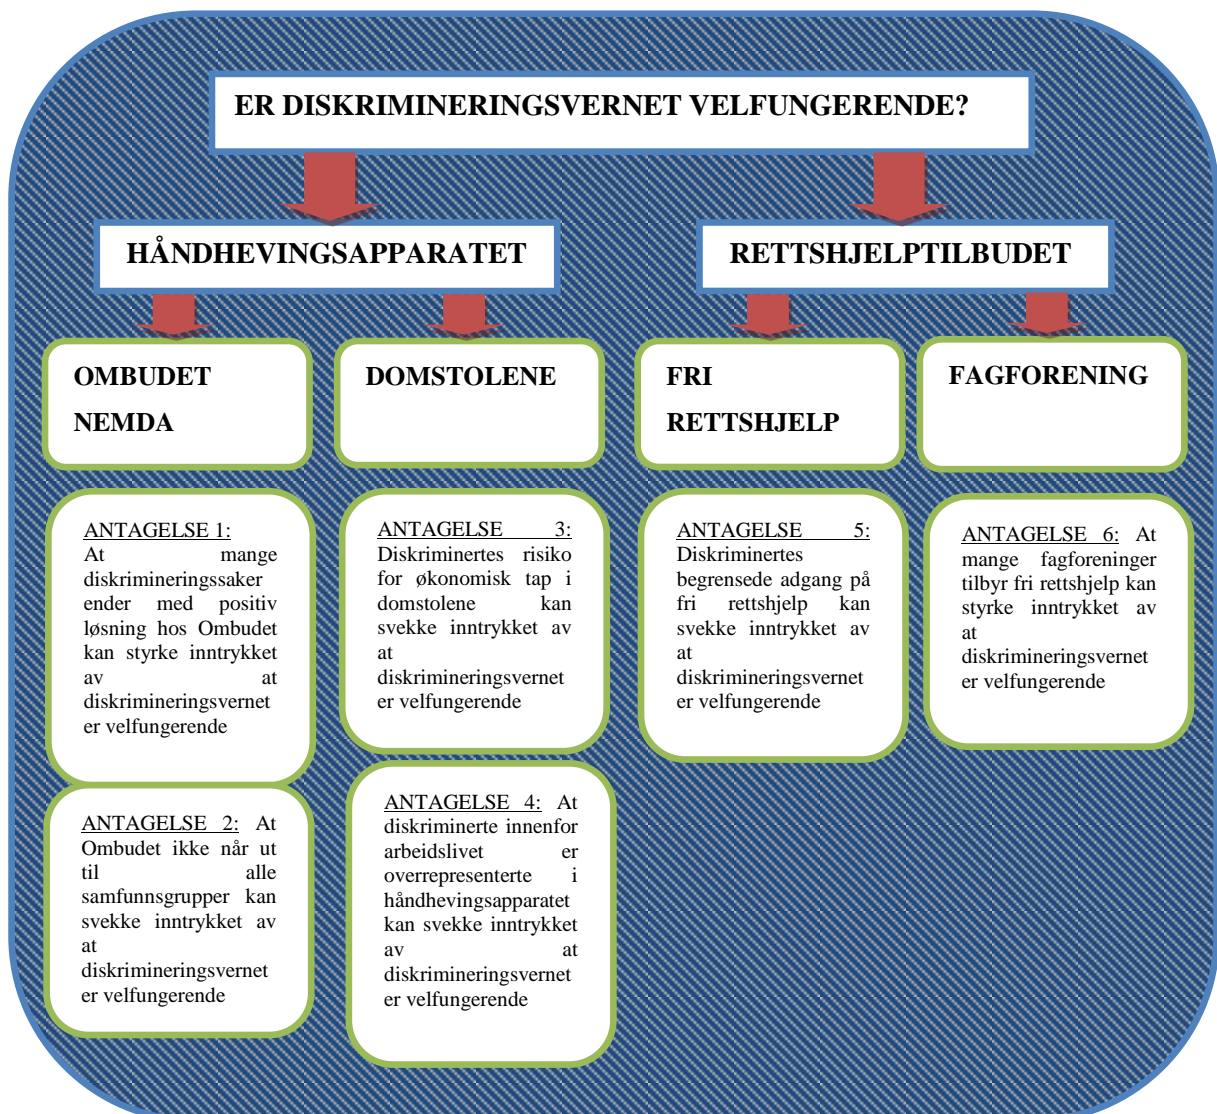 ER DISKRIMINERINGSVERNET VELFUNGERENDE?
HÅNDHEVINGSAPPARATET
RETTSHJELPTILBUDET
OMBUDET
NEMDA
DOMSTOLENE
FRI
RETTSHJELP
FAGFORENING
ANTAGELSE 1:
At mange
diskrimineringssaker
ender med positiv
løsning hos Ombudet
kan styrke inntrykket
av at
diskrimineringsvernet
er velfungerende
ANTAGELSE 2: At
Ombudet ikke når ut
til alle
samfunnsgrupper kan
svekke inntrykket av
at
diskrimineringsvernet
er velfungerende
ANTAGELSE 3:
Diskriminertes risiko
for økonomisk tap i
domstolene kan
svekke inntrykket av
at
diskrimineringsvernet
er velfungerende
ANTAGELSE 4: At
diskriminerte innenfor
arbeidslivet er
overrepresenterte i
håndhevingsapparatet
kan svekke inntrykket
av at
diskrimineringsvernet
er velfungerende
ANTAGELSE 5:
Diskriminertes
begrensede adgang på
fri rettshjelp kan
svekke inntrykket av
at
diskrimineringsvernet
er velfungerende
ANTAGELSE 6: At
mange fagforeninger
tilbyr fri rettshjelp kan
styrke inntrykket av
at
diskrimineringsvernet
er velfungerende